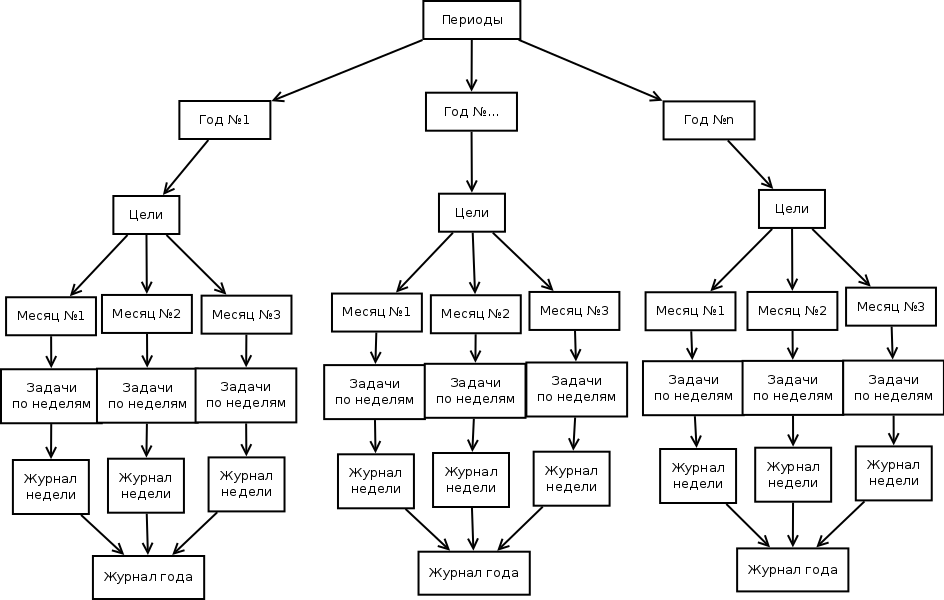 Периоды
Год №1
Год №...
Год №n
Цели
Цели
Цели
Месяц №1
Месяц №2
Месяц №3
Месяц №1
Месяц №2
Месяц №3
Месяц №1
Месяц №2
Месяц №3
Задачи
по неделям
Задачи
по неделям
Задачи
по неделям
Задачи
по неделям
Задачи
по неделям
Задачи
по неделям
Задачи
по неделям
Задачи
по неделям
Задачи
по неделям
Журнал
недели
Журнал
недели
Журнал
недели
Журнал
недели
Журнал
недели
Журнал
недели
Журнал
недели
Журнал
недели
Журнал
недели
Журнал года
Журнал года
Журнал года